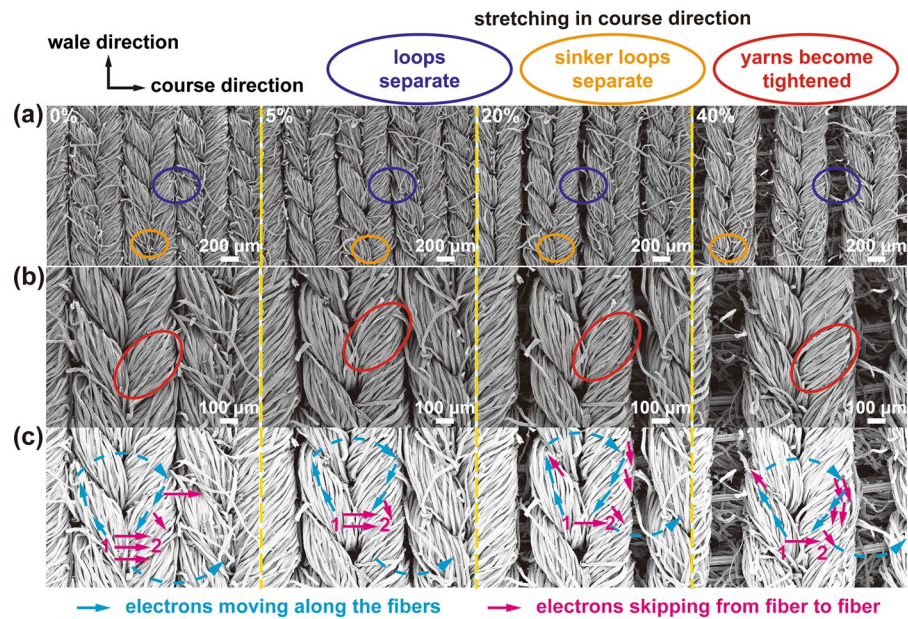 stretching in course direction
wale direction
course direction
loops
separate
sinker loops
separate
yarns become
tightened
(a)
0%
5%
20%
40%
200 μm
200 μm
200 μm
200 μm
(b)
100 μm
100 μm
100 μm
100 μm
(c)
1
2
1
2
1
2
1
2
electrons moving along the fibers
electrons skipping from fiber to fiber